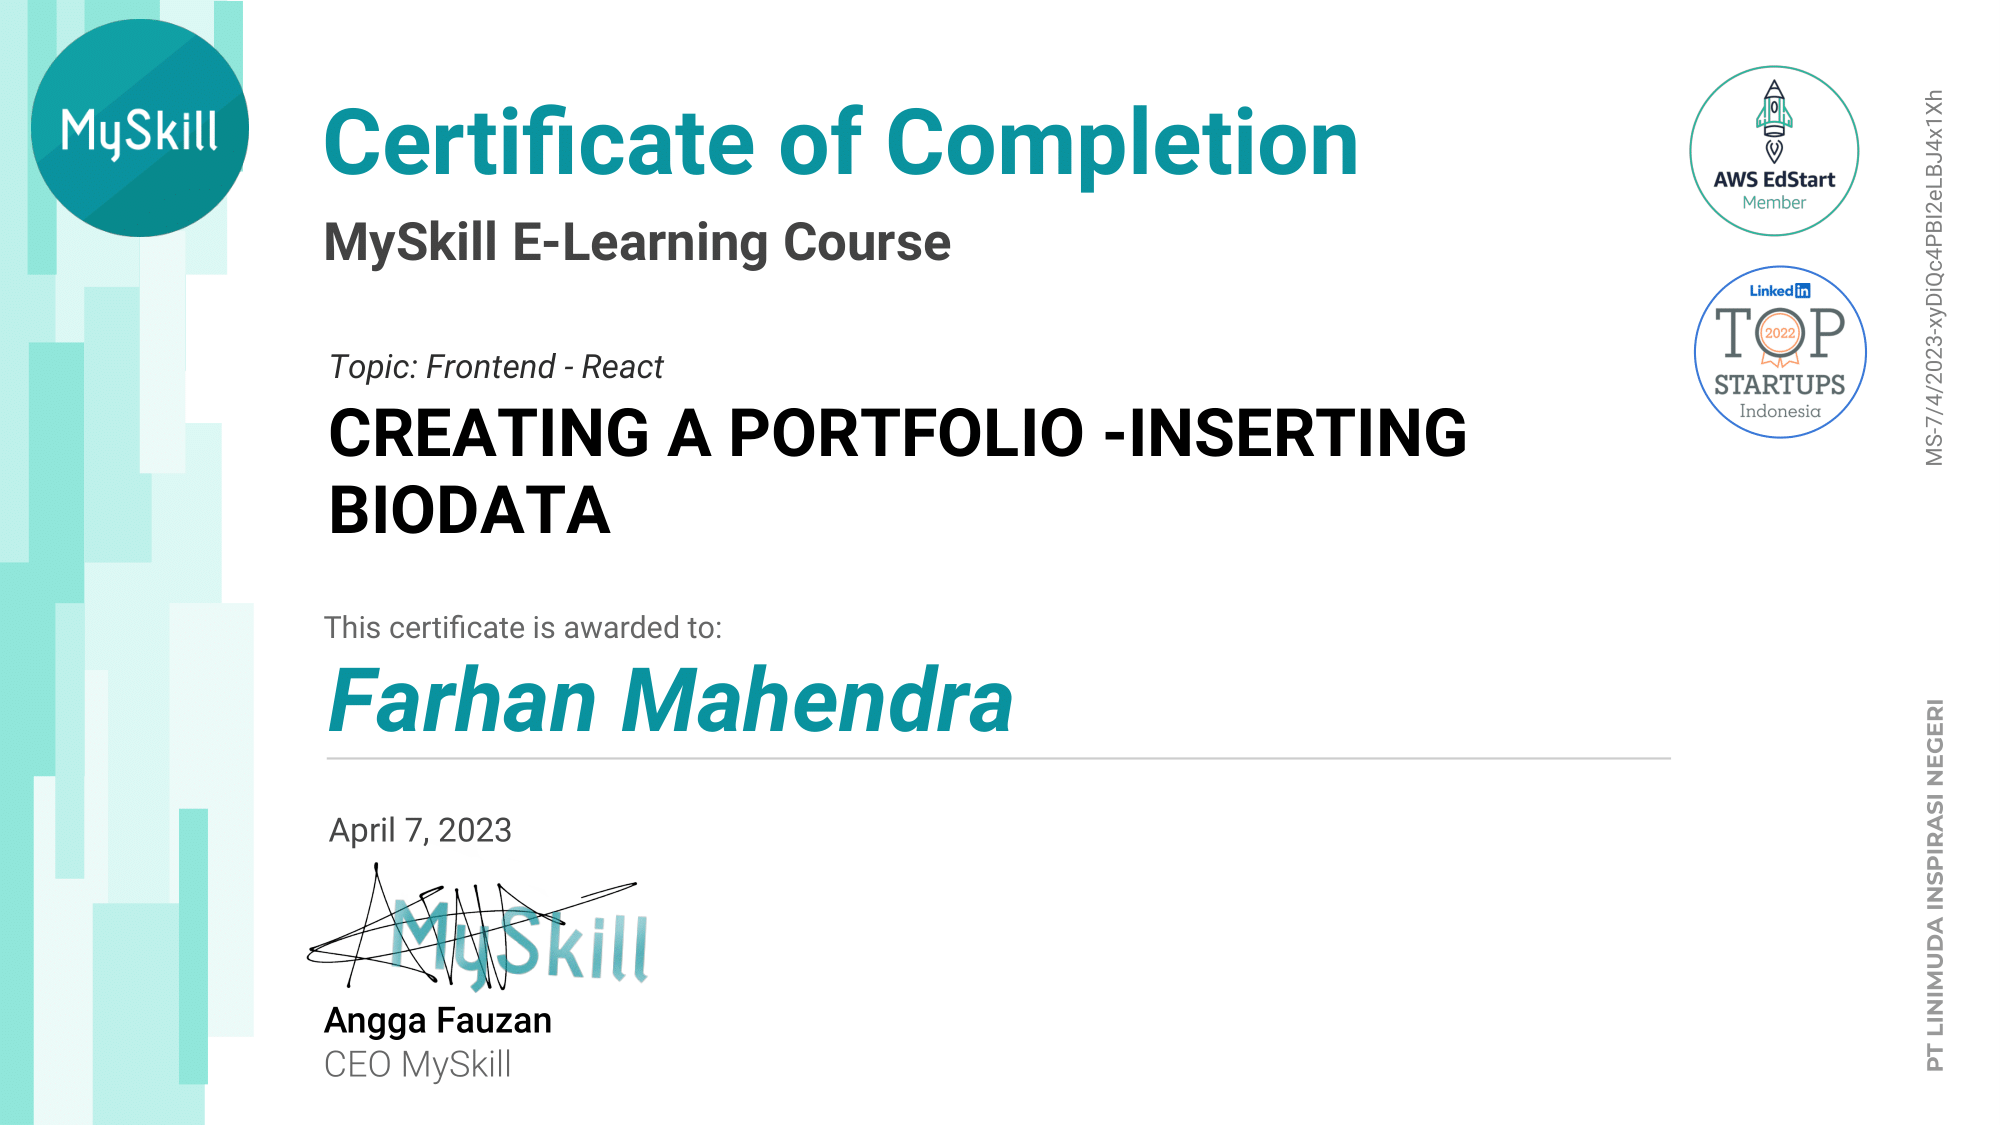 MySkill
Certificate of Completion
MySkill E-Learning Course
Topic: Frontend - React
CREATING A PORTFOLIO -INSERTING
BIODATA
This certificate is awarded to:
Farhan Mahendra
April 7, 2023
MySkill
Angga Fauzan
CEO MySkill
AWS EdStart
Member
Linked in
TOP
2022
STARTUPS
Indonesia
MS-7/4/2023-xyDiQc4PBI2eLBJ4x1Xh
PT LINIMUDA INSPIRASI NEGERI